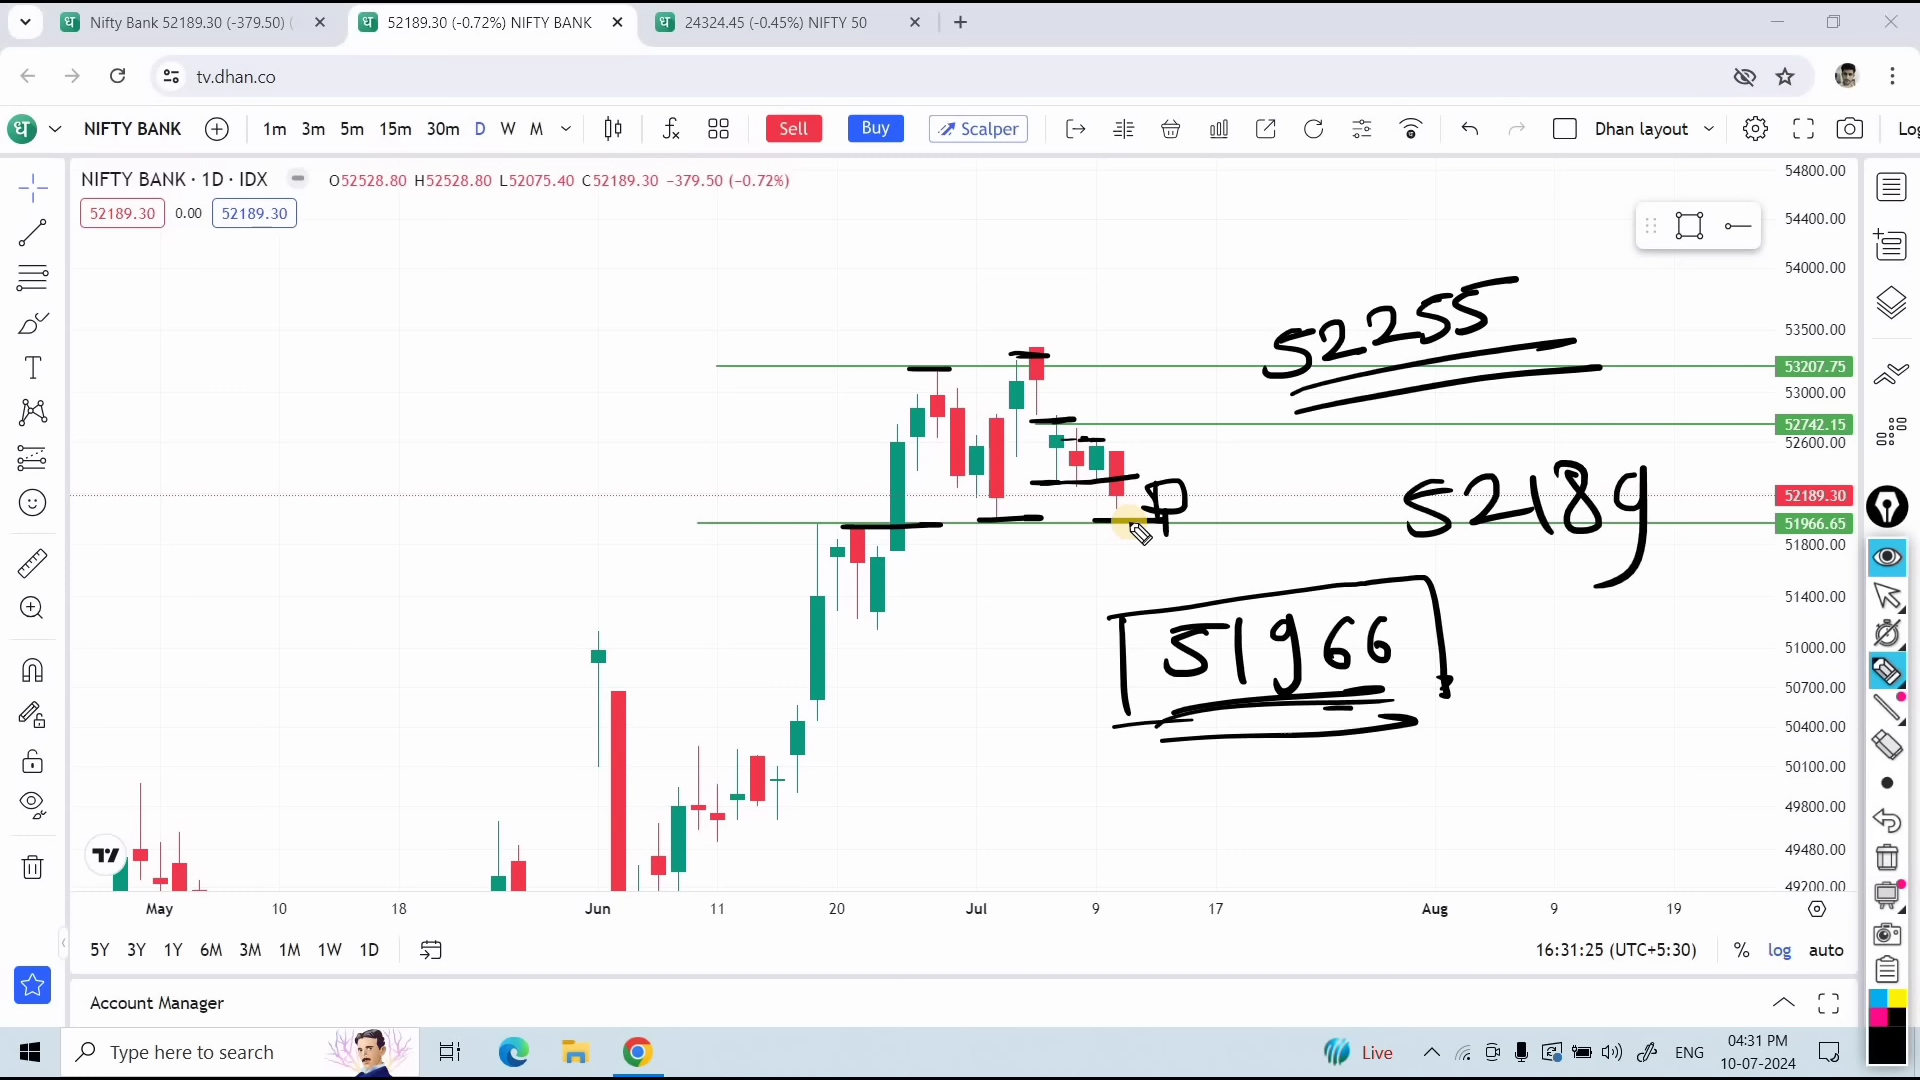 Nifty Bank 52189.30 (-379.50) (
52189.30 (-0.72%) NIFTY BANK
24324.45 (-0.45%) NIFTY 50
tv.dhan.co
ध NIFTY BANK 1m 3m 5m 15m 30m D W M Sell Buy Scalper Dhan layout Log
NIFTY BANK · 1D · IDX O52528.80 H52528.80 L52075.40 C52189.30 −379.50 (−0.72%)
52189.30 0.00 52189.30
54800.00
54400.00
54000.00
53500.00
53207.75
53000.00
52742.15
52600.00
52189.30
51966.65
51800.00
51400.00
51000.00
50700.00
50400.00
50100.00
49800.00
49480.00
49200.00
52255
P
52189
51966
May 10 18 Jun 11 20 Jul 9 17 Aug 9 19
5Y 3Y 1Y 6M 3M 1M 1W 1D 16:31:25 (UTC+5:30) % log auto
Account Manager
Type here to search Live ENG 04:31 PM
10-07-2024